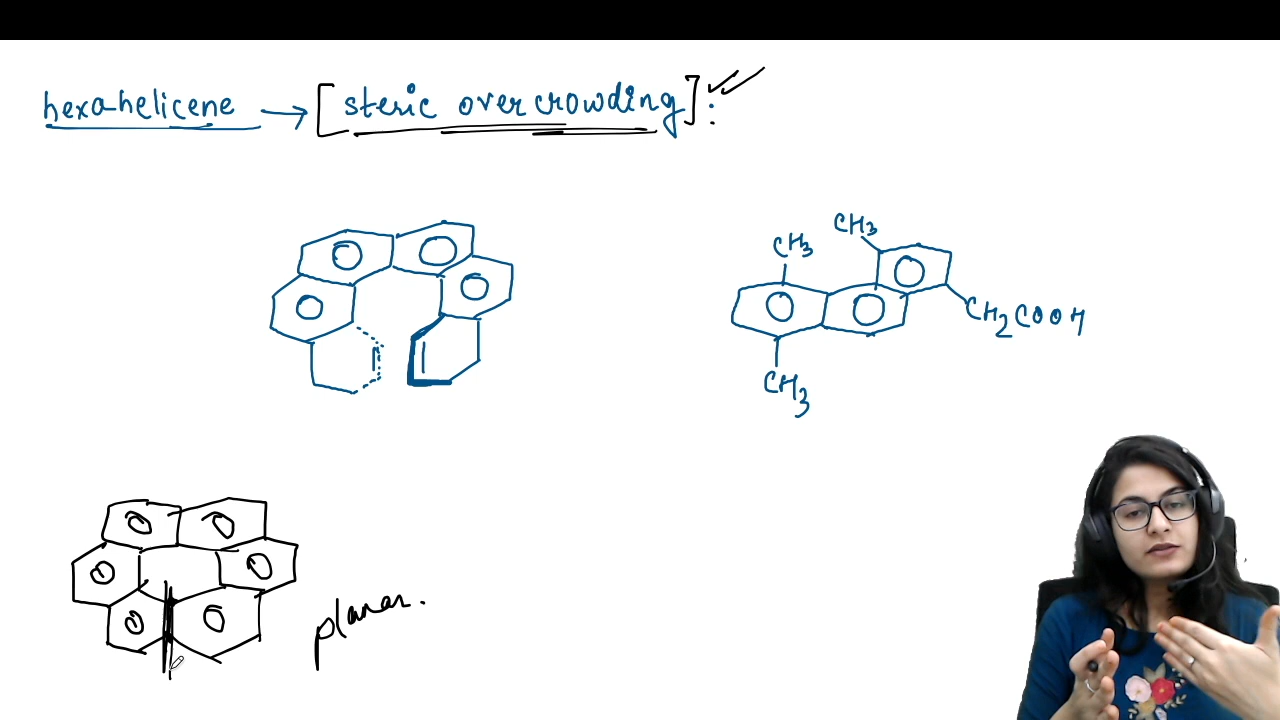 hexahelicene → [steric overcrowding] :
CH3
CH3
CH2COOH
CH3
planar.